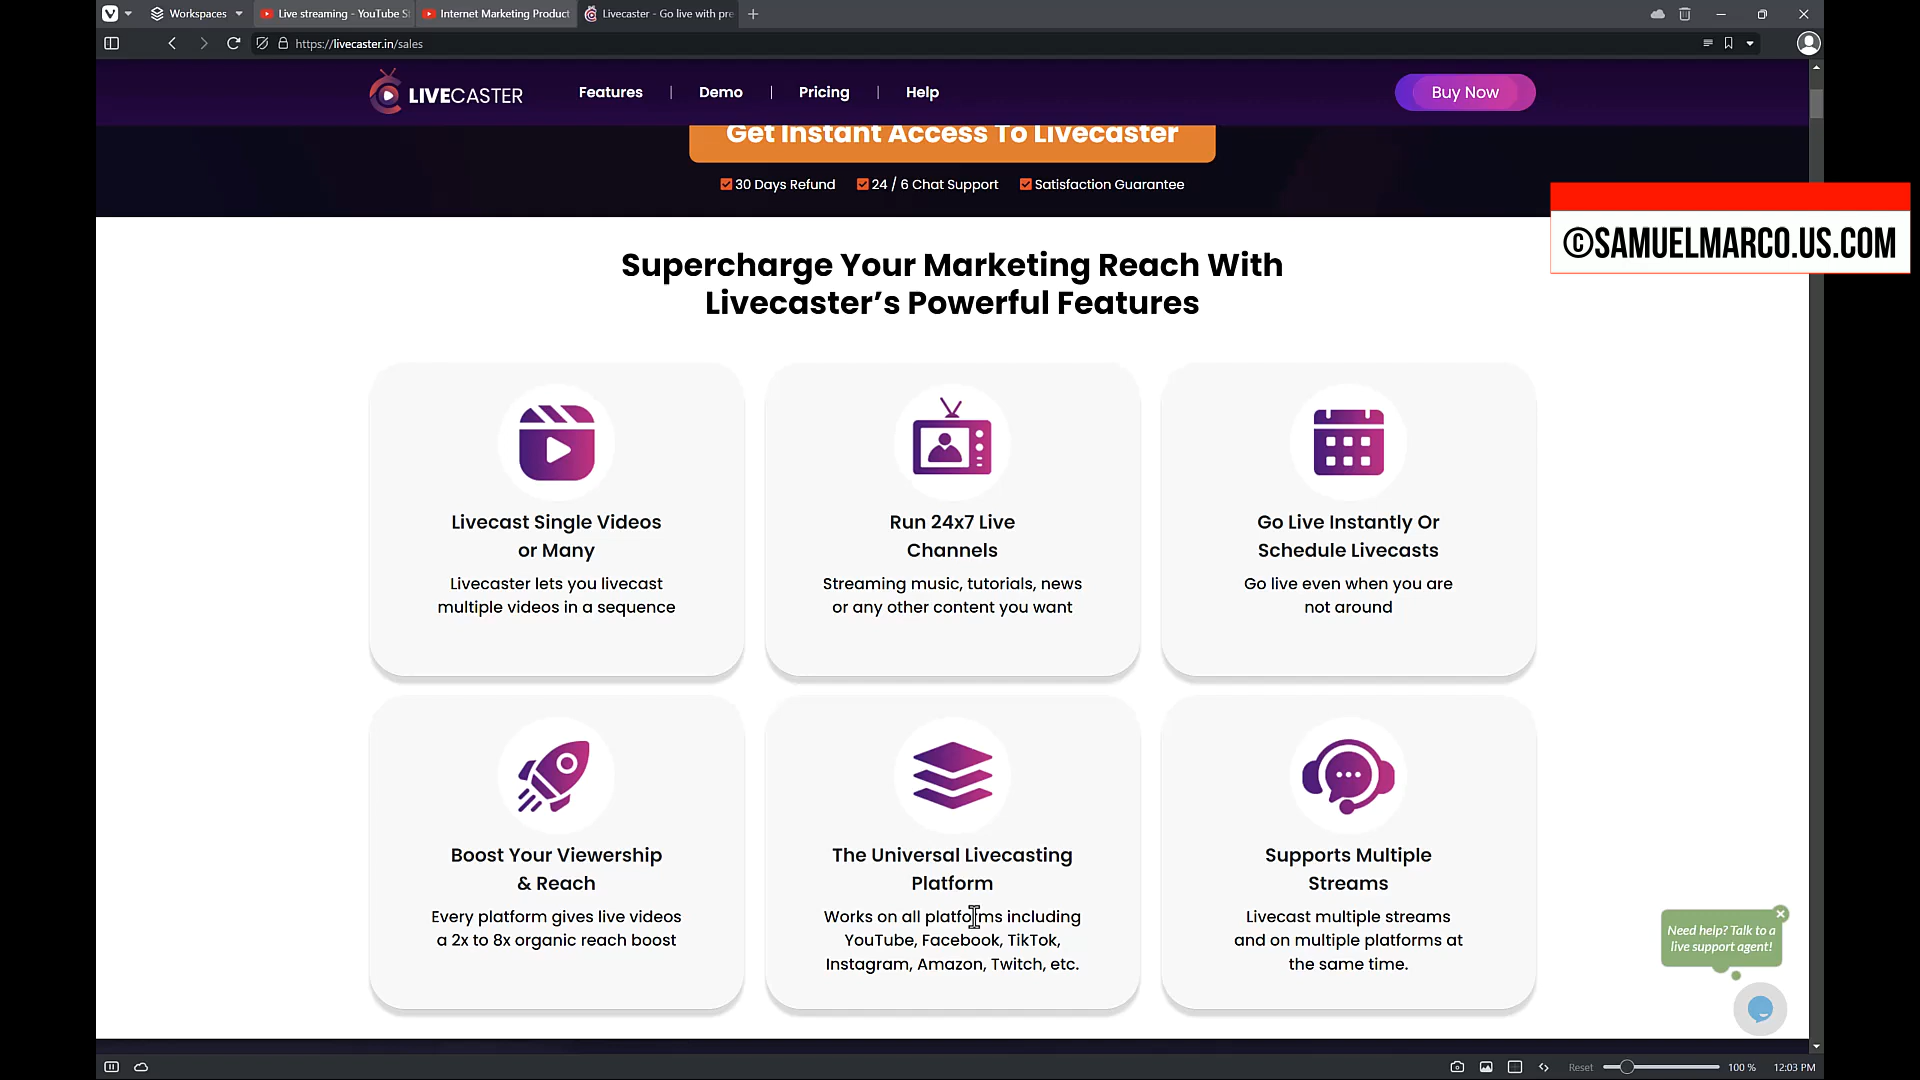 Workspaces
Live streaming - YouTube S
Internet Marketing Product
Livecaster - Go live with pre
https://livecaster.in/sales
LIVECASTER
Features | Demo | Pricing | Help
Buy Now
Get Instant Access To Livecaster
30 Days Refund
24 / 6 Chat Support
Satisfaction Guarantee
©SAMUELMARCO.US.COM
Supercharge Your Marketing Reach With
Livecaster’s Powerful Features
Livecast Single Videos
or Many
Livecaster lets you livecast
multiple videos in a sequence
Run 24x7 Live
Channels
Streaming music, tutorials, news
or any other content you want
Go Live Instantly Or
Schedule Livecasts
Go live even when you are
not around
Boost Your Viewership
& Reach
Every platform gives live videos
a 2x to 8x organic reach boost
The Universal Livecasting
Platform
Works on all platforms including
YouTube, Facebook, TikTok,
Instagram, Amazon, Twitch, etc.
Supports Multiple
Streams
Livecast multiple streams
and on multiple platforms at
the same time.
Need help? Talk to a
live support agent!
Reset
100 %
12:03 PM